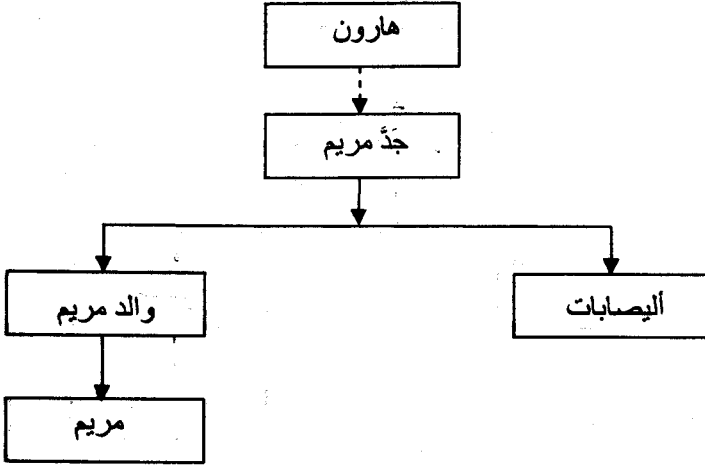 هارون
جَدَّ مريم
والد مريم
أليصابات
مريم